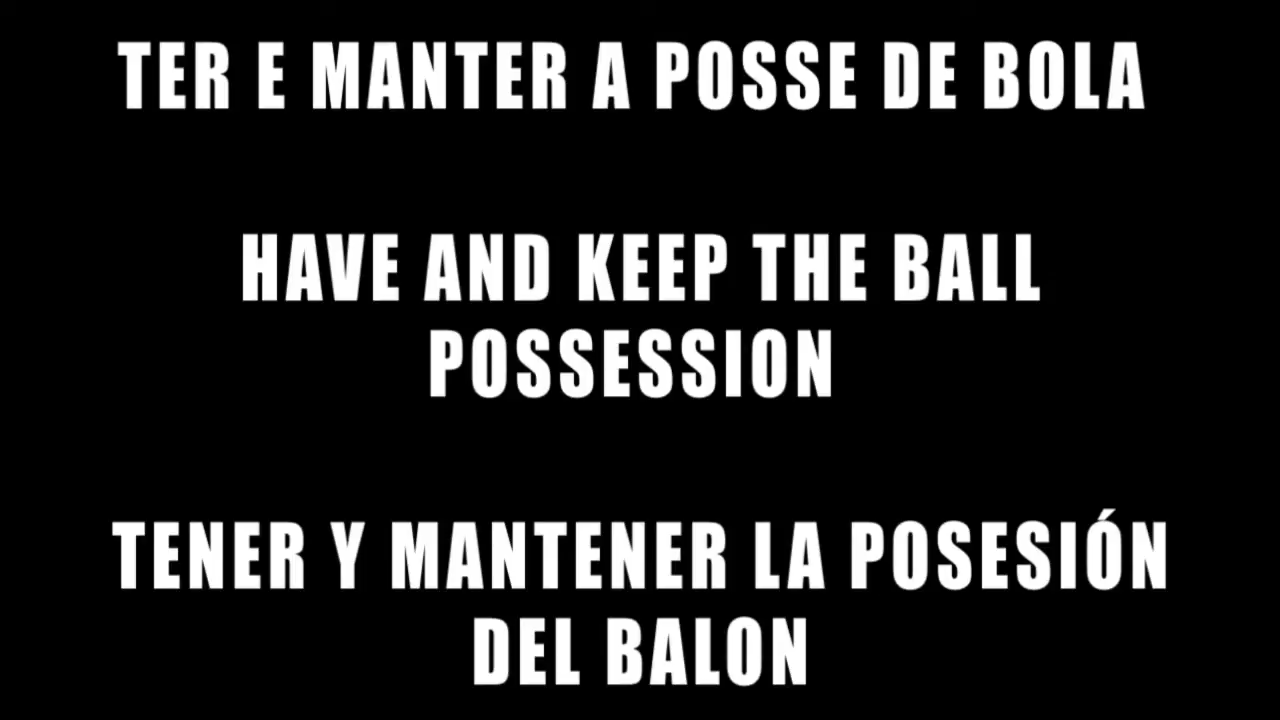 TER E MANTER A POSSE DE BOLA
HAVE AND KEEP THE BALL
POSSESSION
TENER Y MANTENER LA POSESIÓN
DEL BALON